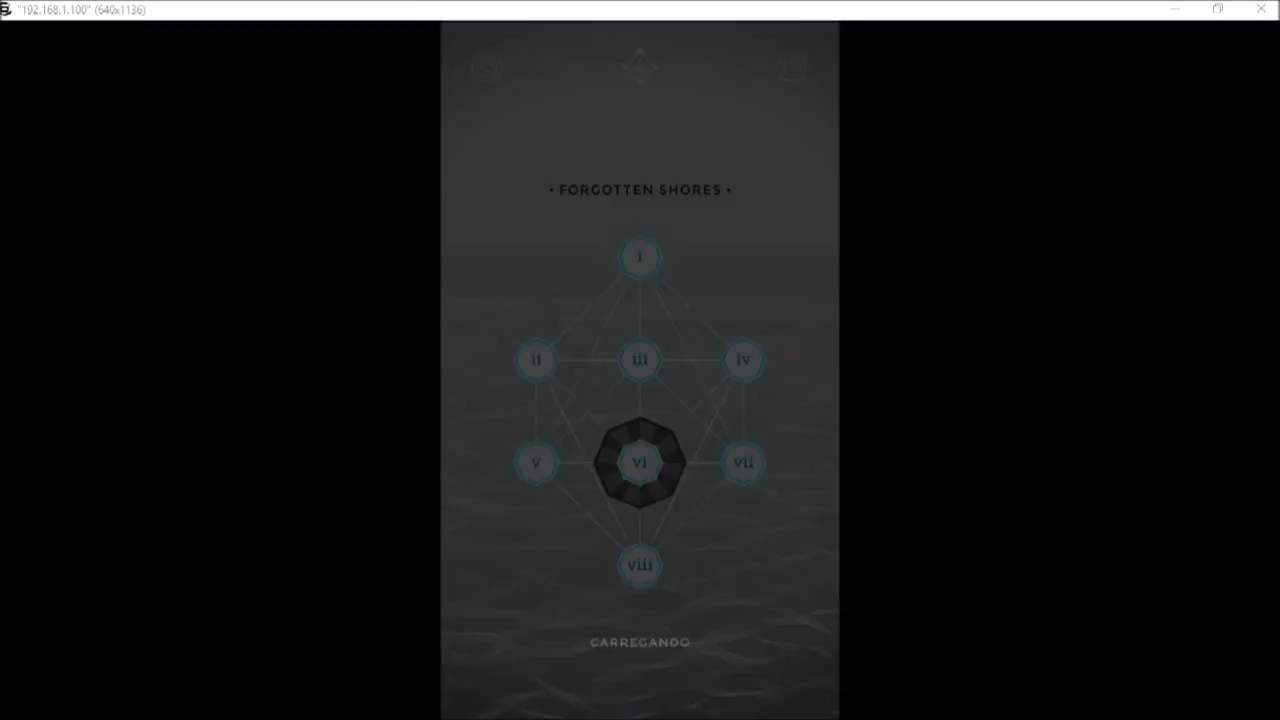 "192.168.1.100" (640x1136)
• FORGOTTEN SHORES •
i
ii iii iv
v vi vii
viii
CARREGANDO